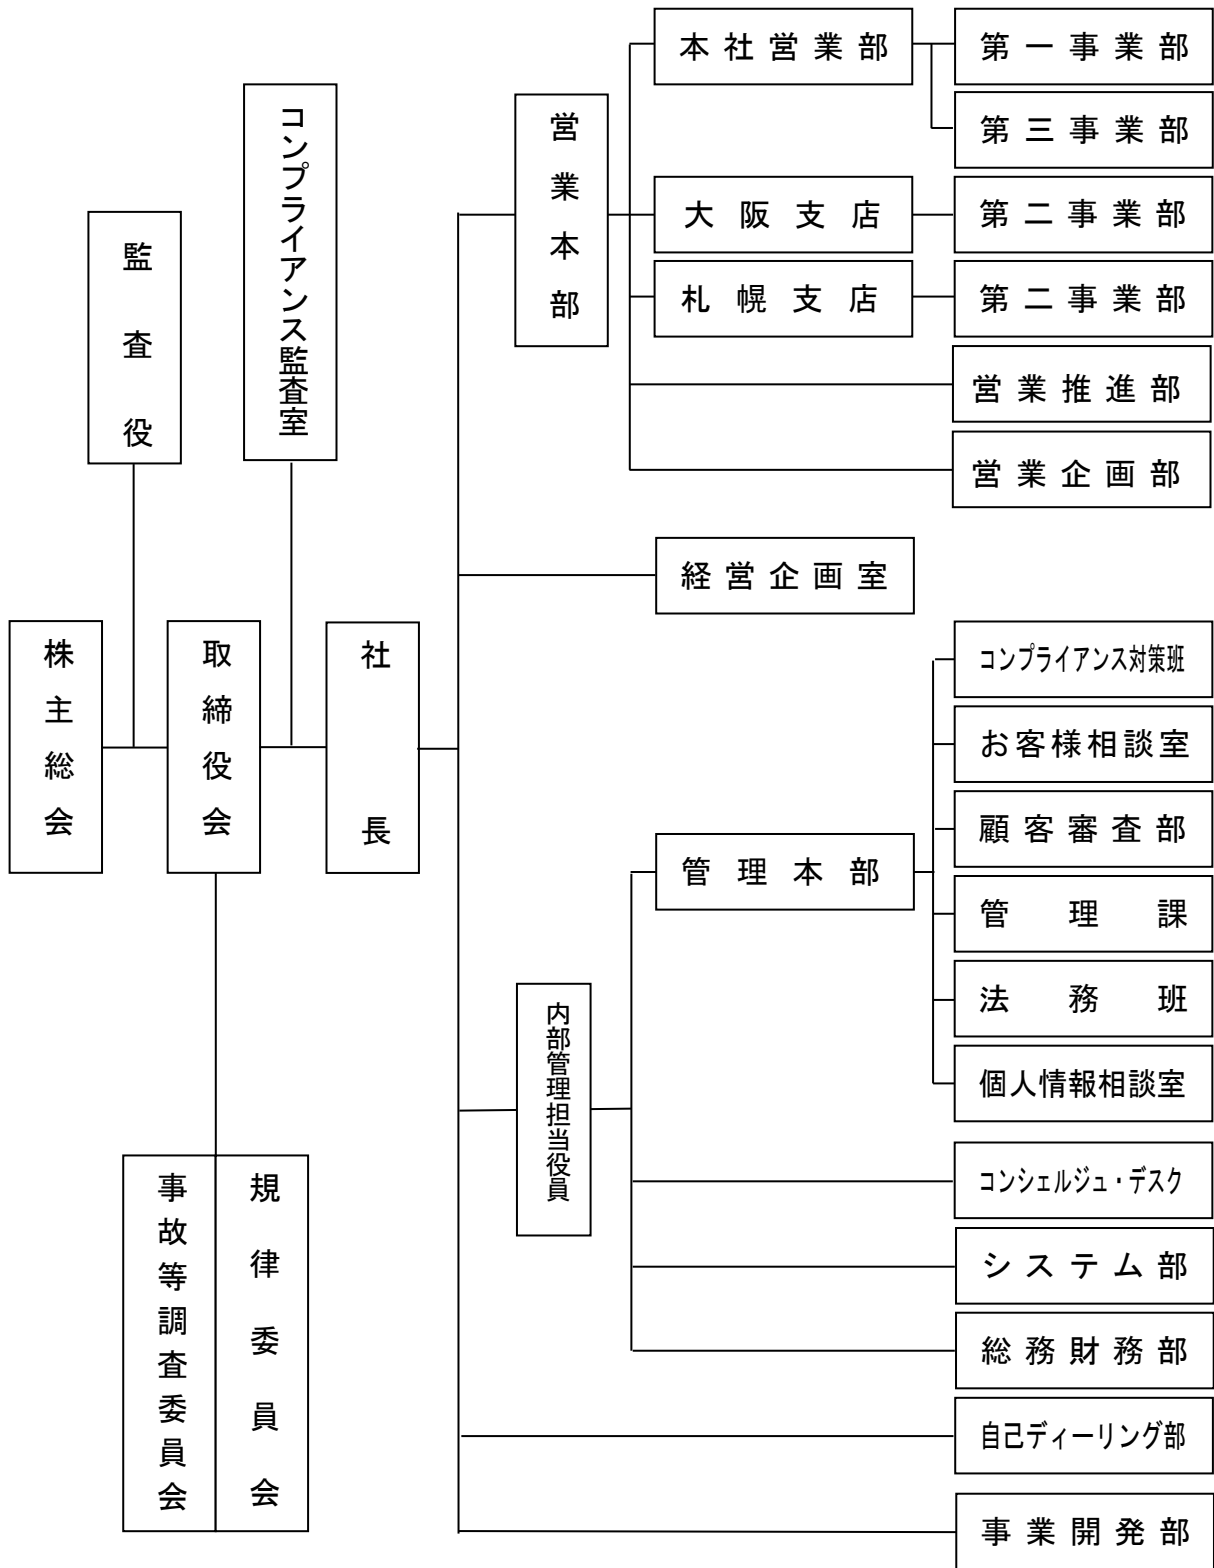 株主総会
監査役
取締役会
事故等調査委員会
規律委員会
コンプライアンス監査室
社長
営業本部
本社営業部
第一事業部
第三事業部
大阪支店
第二事業部
札幌支店
第二事業部
営業推進部
営業企画部
経営企画室
内部管理担当役員
管理本部
コンプライアンス対策班
お客様相談室
顧客審査部
管理課
法務班
個人情報相談室
コンシェルジュ・デスク
システム部
総務財務部
自己ディーリング部
事業開発部